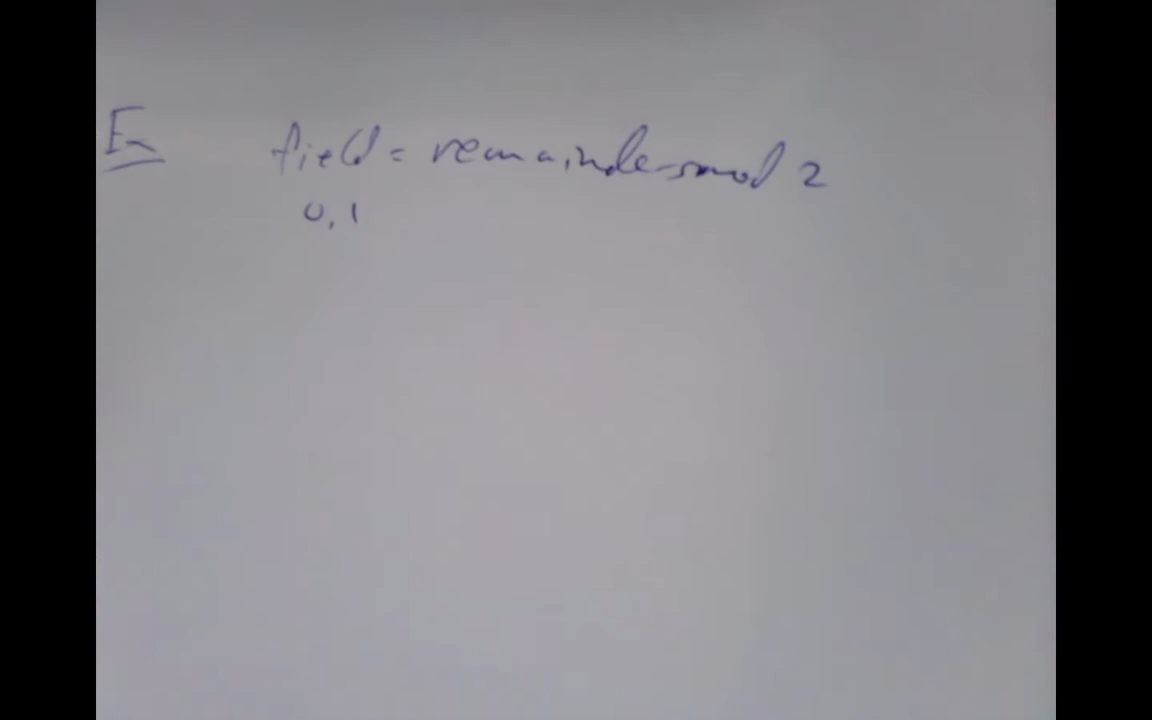 Ex field = remainders mod 2
0, 1